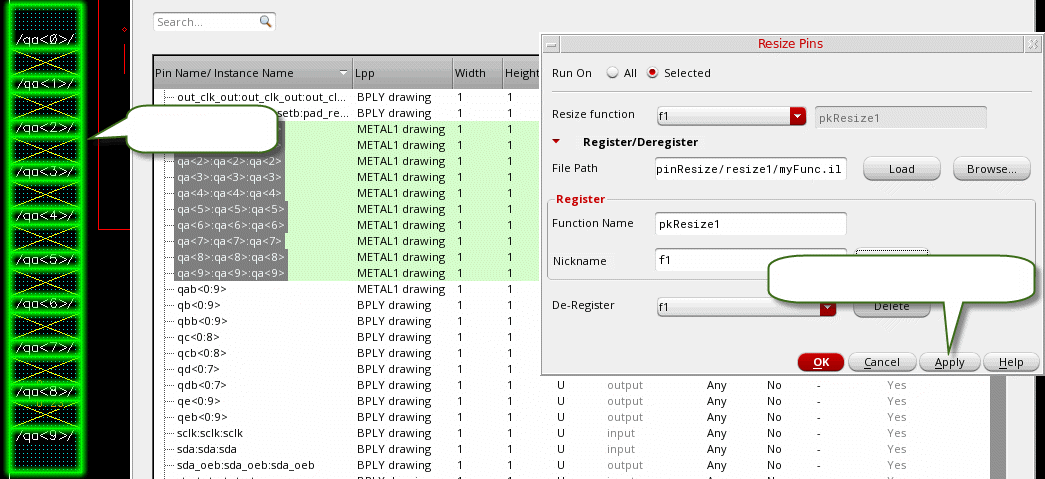 /qa<0>/
/qa<1>/
/qa<2>/
/qa<3>/
/qa<4>/
/qa<5>/
/qa<6>/
/qa<7>/
/qa<8>/
/qa<9>/
Search...
Pin Name/ Instance Name Lpp Width Height
out_clk_out:out_clk_out:out_cl... BPLY drawing 1 1
setb:pad_re... BPLY drawing 1 1
METAL1 drawing 1 1
METAL1 drawing 1 1
qa<2>:qa<2>:qa<2> METAL1 drawing 1 1
qa<3>:qa<3>:qa<3> METAL1 drawing 1 1
qa<4>:qa<4>:qa<4> METAL1 drawing 1 1
qa<5>:qa<5>:qa<5> METAL1 drawing 1 1
qa<6>:qa<6>:qa<6> METAL1 drawing 1 1
qa<7>:qa<7>:qa<7> METAL1 drawing 1 1
qa<8>:qa<8>:qa<8> METAL1 drawing 1 1
qa<9>:qa<9>:qa<9> METAL1 drawing 1 1
qab<0:9> METAL1 drawing 1 1
qb<0:9> BPLY drawing 1 1
qbb<0:9> BPLY drawing 1 1
qc<0:8> BPLY drawing 1 1
qcb<0:8> BPLY drawing 1 1
qd<0:7> BPLY drawing 1 1
qdb<0:7> BPLY drawing 1 1 U output Any No - Yes
qe<0:9> BPLY drawing 1 1 U output Any No - Yes
qeb<0:9> BPLY drawing 1 1 U output Any No - Yes
sclk:sclk:sclk BPLY drawing 1 1 U input Any No - Yes
sda:sda:sda BPLY drawing 1 1 U input Any No - Yes
sda_oeb:sda_oeb:sda_oeb BPLY drawing 1 1 U output Any No - Yes
Resize Pins
Run On All Selected
Resize function f1 pkResize1
Register/Deregister
File Path pinResize/resize1/myFunc.il Load Browse...
Register
Function Name pkResize1
Nickname f1
De-Register f1 Delete
OK Cancel Apply Help